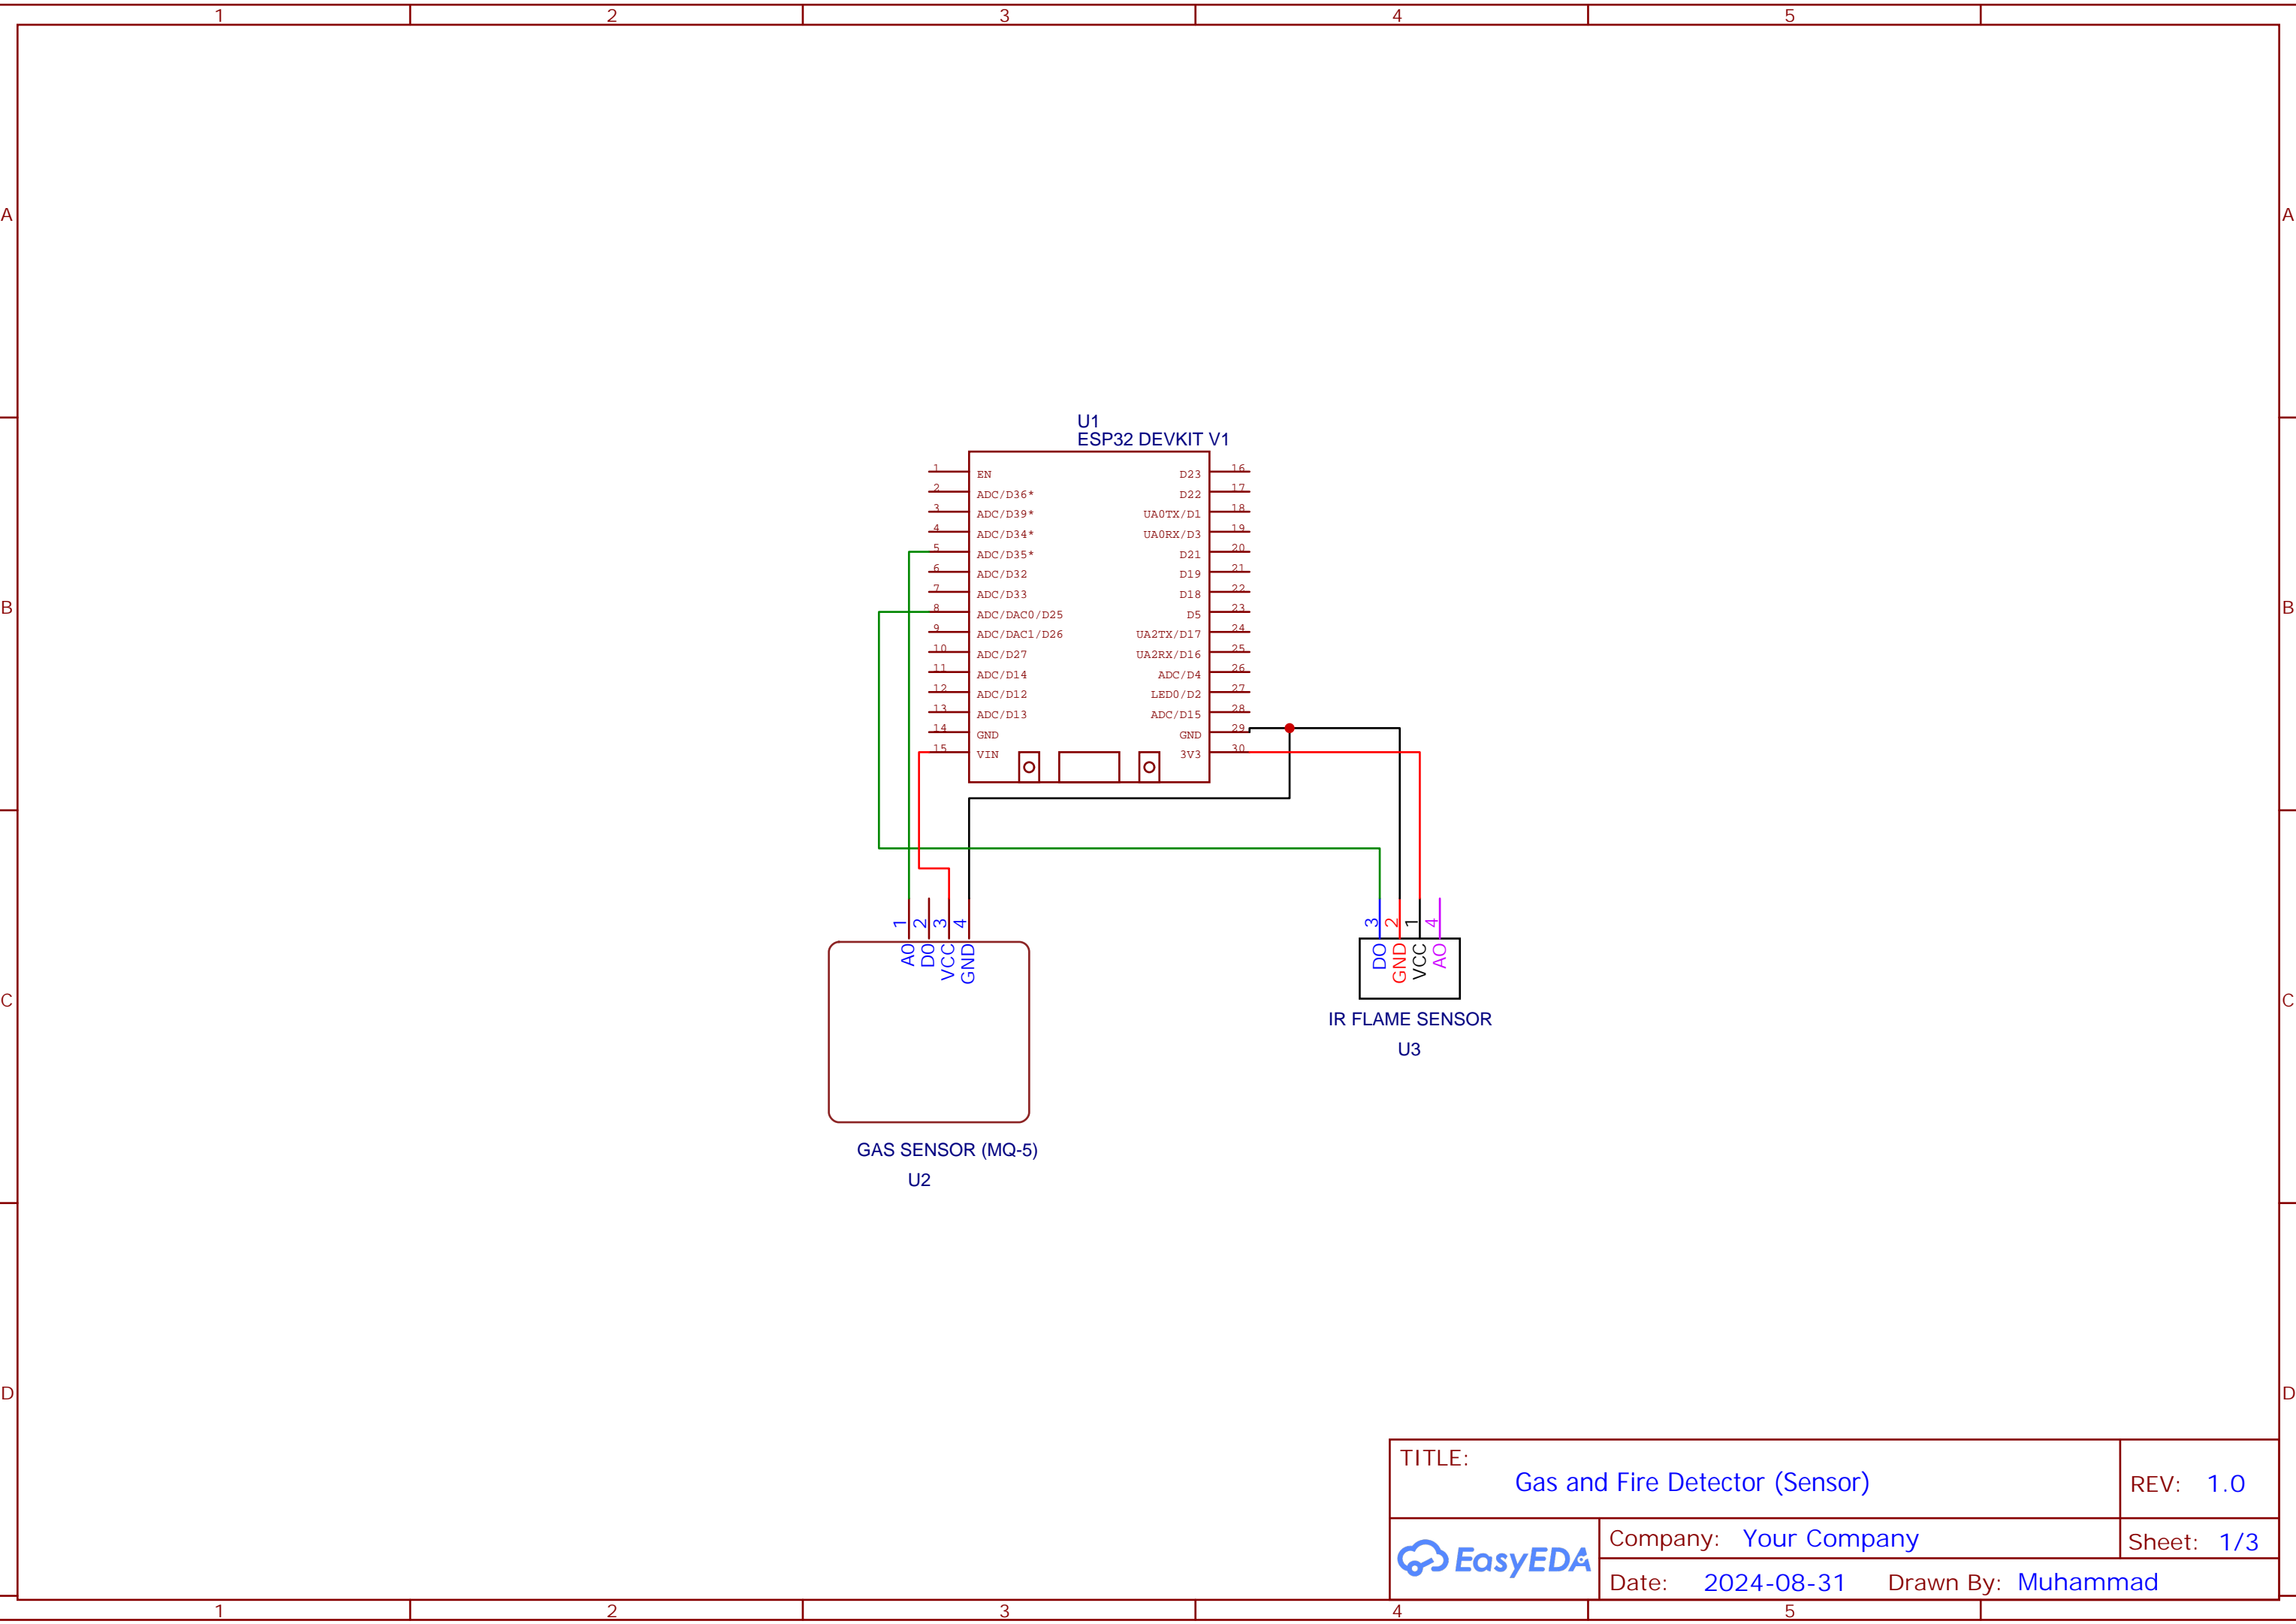 1 2 3 4 5
A A
B B
C C
D D
U1
ESP32 DEVKIT V1
1 EN D23 16
2 ADC/D36* D22 17
3 ADC/D39* UA0TX/D1 18
4 ADC/D34* UA0RX/D3 19
5 ADC/D35* D21 20
6 ADC/D32 D19 21
7 ADC/D33 D18 22
8 ADC/DAC0/D25 D5 23
9 ADC/DAC1/D26 UA2TX/D17 24
10 ADC/D27 UA2RX/D16 25
11 ADC/D14 ADC/D4 26
12 ADC/D12 LED0/D2 27
13 ADC/D13 ADC/D15 28
14 GND GND 29
15 VIN 3V3 30
1 2 3 4
A0 D0 VCC GND
GAS SENSOR (MQ-5)
U2
3 2 1 4
DO GND VCC AO
IR FLAME SENSOR
U3
TITLE:
Gas and Fire Detector (Sensor)
REV: 1.0
EasyEDA
Company: Your Company
Sheet: 1/3
Date: 2024-08-31 Drawn By: Muhammad
1 2 3 4 5